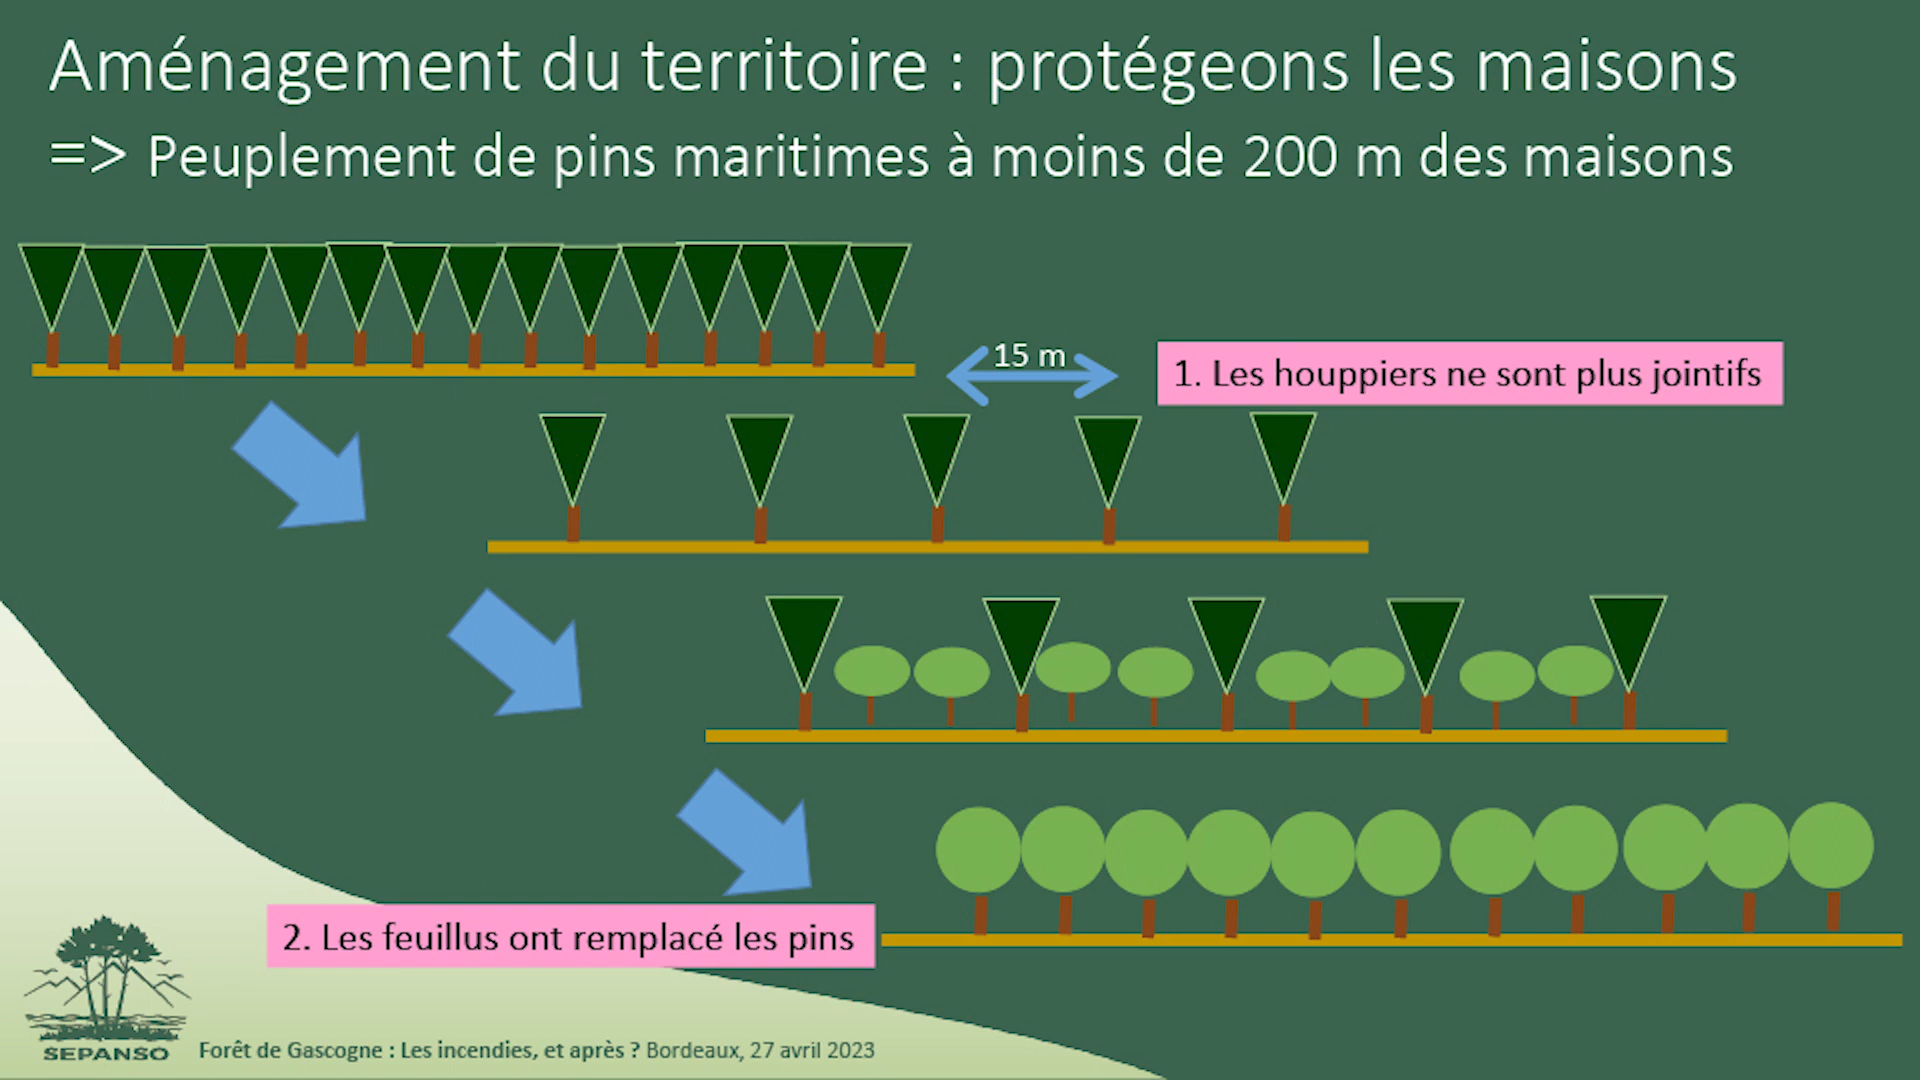 Aménagement du territoire : protégeons les maisons
=> Peuplement de pins maritimes à moins de 200 m des maisons
15 m
1. Les houppiers ne sont plus jointifs
2. Les feuillus ont remplacé les pins
SEPANSO
Forêt de Gascogne : Les incendies, et après ? Bordeaux, 27 avril 2023